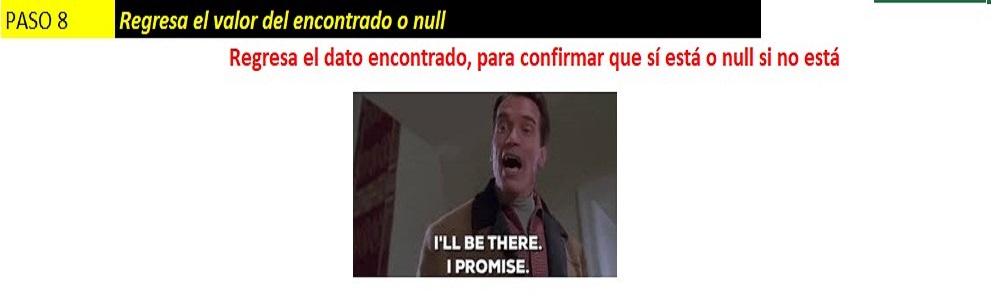 PASO 8 Regresa el valor del encontrado o null
Regresa el dato encontrado, para confirmar que sí está o null si no está
I'LL BE THERE.
I PROMISE.